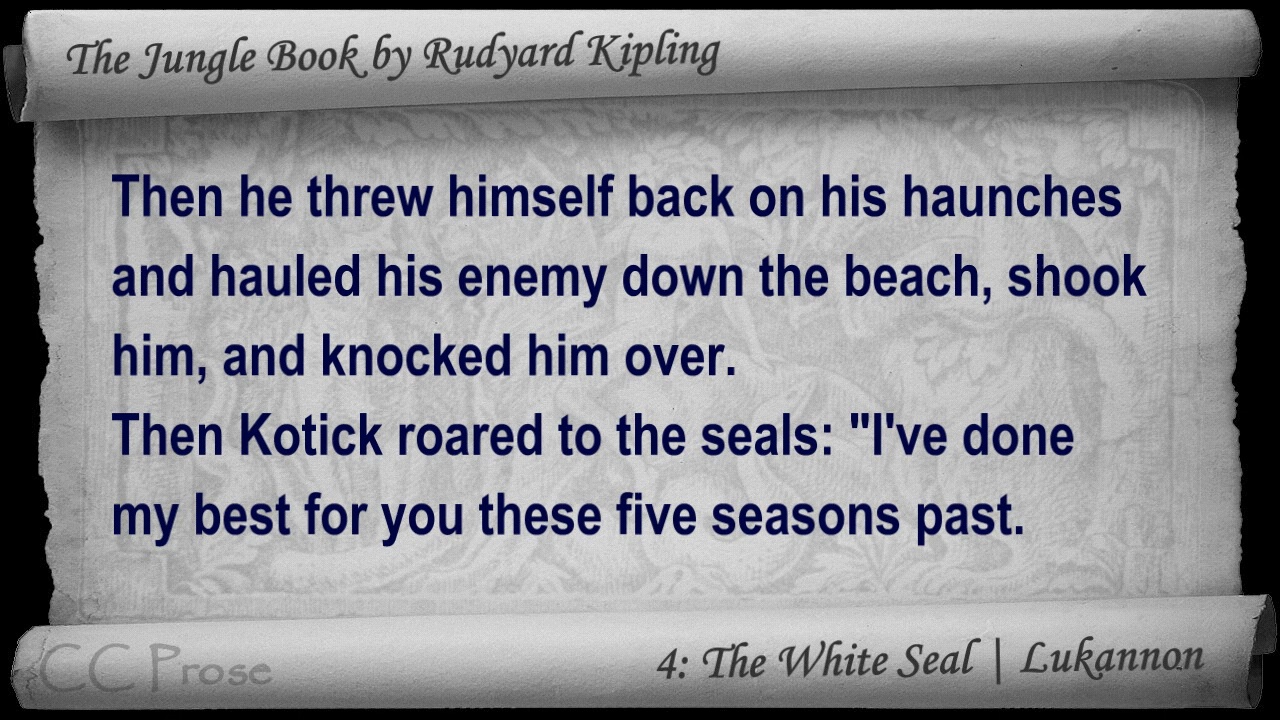 The Jungle Book by Rudyard Kipling
Then he threw himself back on his haunches
and hauled his enemy down the beach, shook
him, and knocked him over.
Then Kotick roared to the seals: "I've done
my best for you these five seasons past.
CC Prose
4: The White Seal | Lukannon